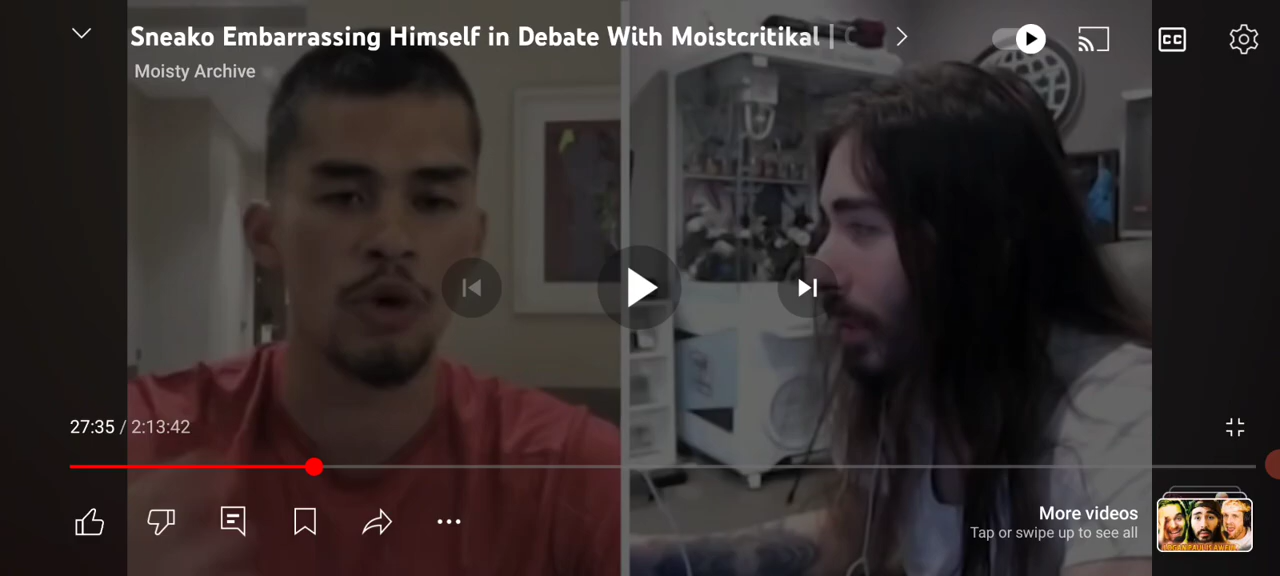 Sneako Embarrassing Himself in Debate With Moistcritikal |
Moisty Archive
CC
27:35 / 2:13:42
More videos
Tap or swipe up to see all